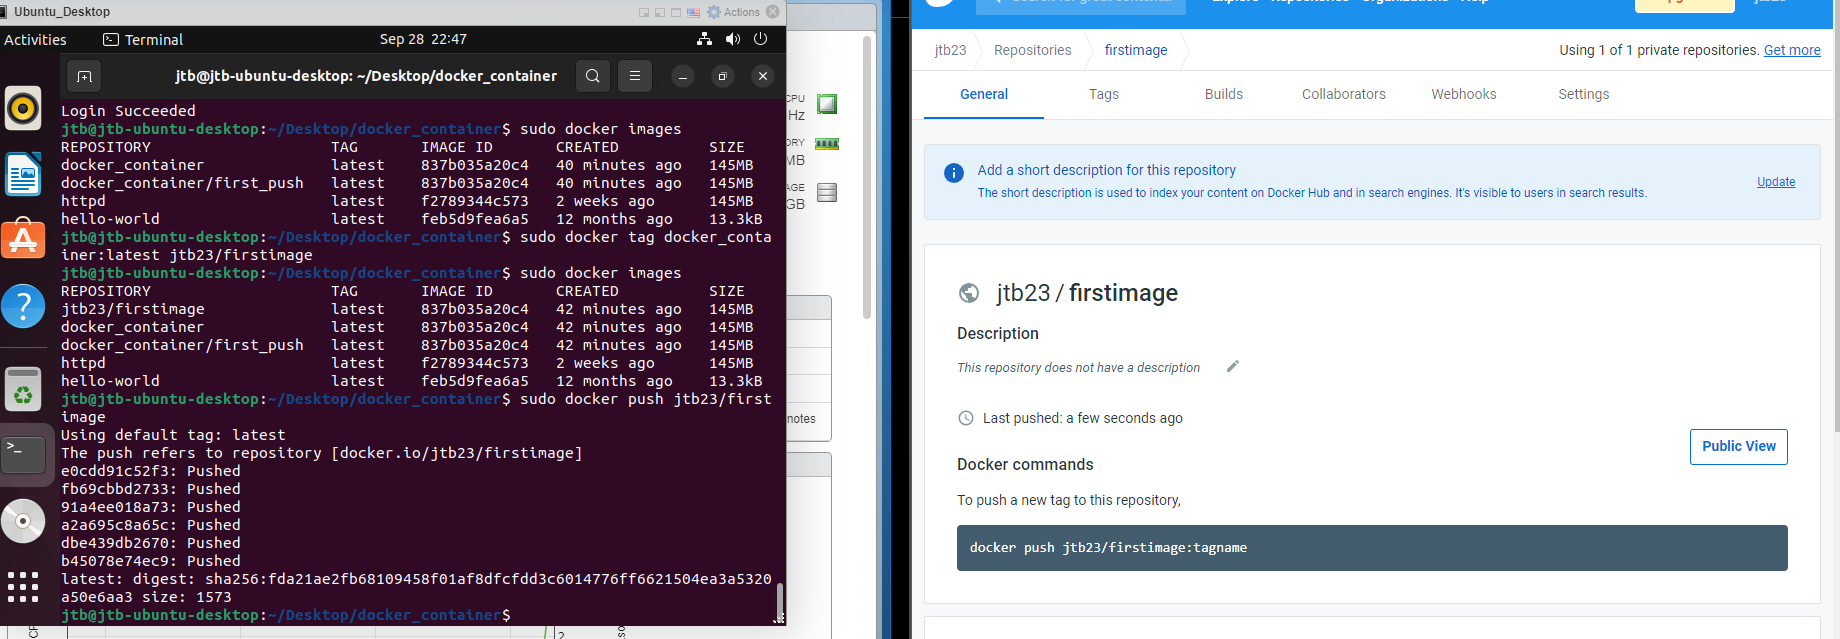 Ubuntu_Desktop
Actions
Activities
Terminal
Sep 28 22:47
jtb@jtb-ubuntu-desktop: ~/Desktop/docker_container
Login Succeeded
jtb@jtb-ubuntu-desktop:~/Desktop/docker_container$ sudo docker images
REPOSITORY TAG IMAGE ID CREATED SIZE
docker_container latest 837b035a20c4 40 minutes ago 145MB
docker_container/first_push latest 837b035a20c4 40 minutes ago 145MB
httpd latest f2789344c573 2 weeks ago 145MB
hello-world latest feb5d9fea6a5 12 months ago 13.3kB
jtb@jtb-ubuntu-desktop:~/Desktop/docker_container$ sudo docker tag docker_conta
iner:latest jtb23/firstimage
jtb@jtb-ubuntu-desktop:~/Desktop/docker_container$ sudo docker images
REPOSITORY TAG IMAGE ID CREATED SIZE
jtb23/firstimage latest 837b035a20c4 42 minutes ago 145MB
docker_container latest 837b035a20c4 42 minutes ago 145MB
docker_container/first_push latest 837b035a20c4 42 minutes ago 145MB
httpd latest f2789344c573 2 weeks ago 145MB
hello-world latest feb5d9fea6a5 12 months ago 13.3kB
jtb@jtb-ubuntu-desktop:~/Desktop/docker_container$ sudo docker push jtb23/first
image
Using default tag: latest
The push refers to repository [docker.io/jtb23/firstimage]
e0cdd91c52f3: Pushed
fb69cbbd2733: Pushed
91a4ee018a73: Pushed
a2a695c8a65c: Pushed
dbe439db2670: Pushed
b45078e74ec9: Pushed
latest: digest: sha256:fda21ae2fb68109458f01af8dfcfdd3c6014776ff6621504ea3a5320
a50e6aa3 size: 1573
jtb@jtb-ubuntu-desktop:~/Desktop/docker_container$
CPU
Hz
MB
GB
notes
2
jtb23
Repositories
firstimage
Using 1 of 1 private repositories. Get more
General
Tags
Builds
Collaborators
Webhooks
Settings
Add a short description for this repository
The short description is used to index your content on Docker Hub and in search engines. It's visible to users in search results.
Update
jtb23 / firstimage
Description
This repository does not have a description
Last pushed: a few seconds ago
Public View
Docker commands
To push a new tag to this repository,
docker push jtb23/firstimage:tagname